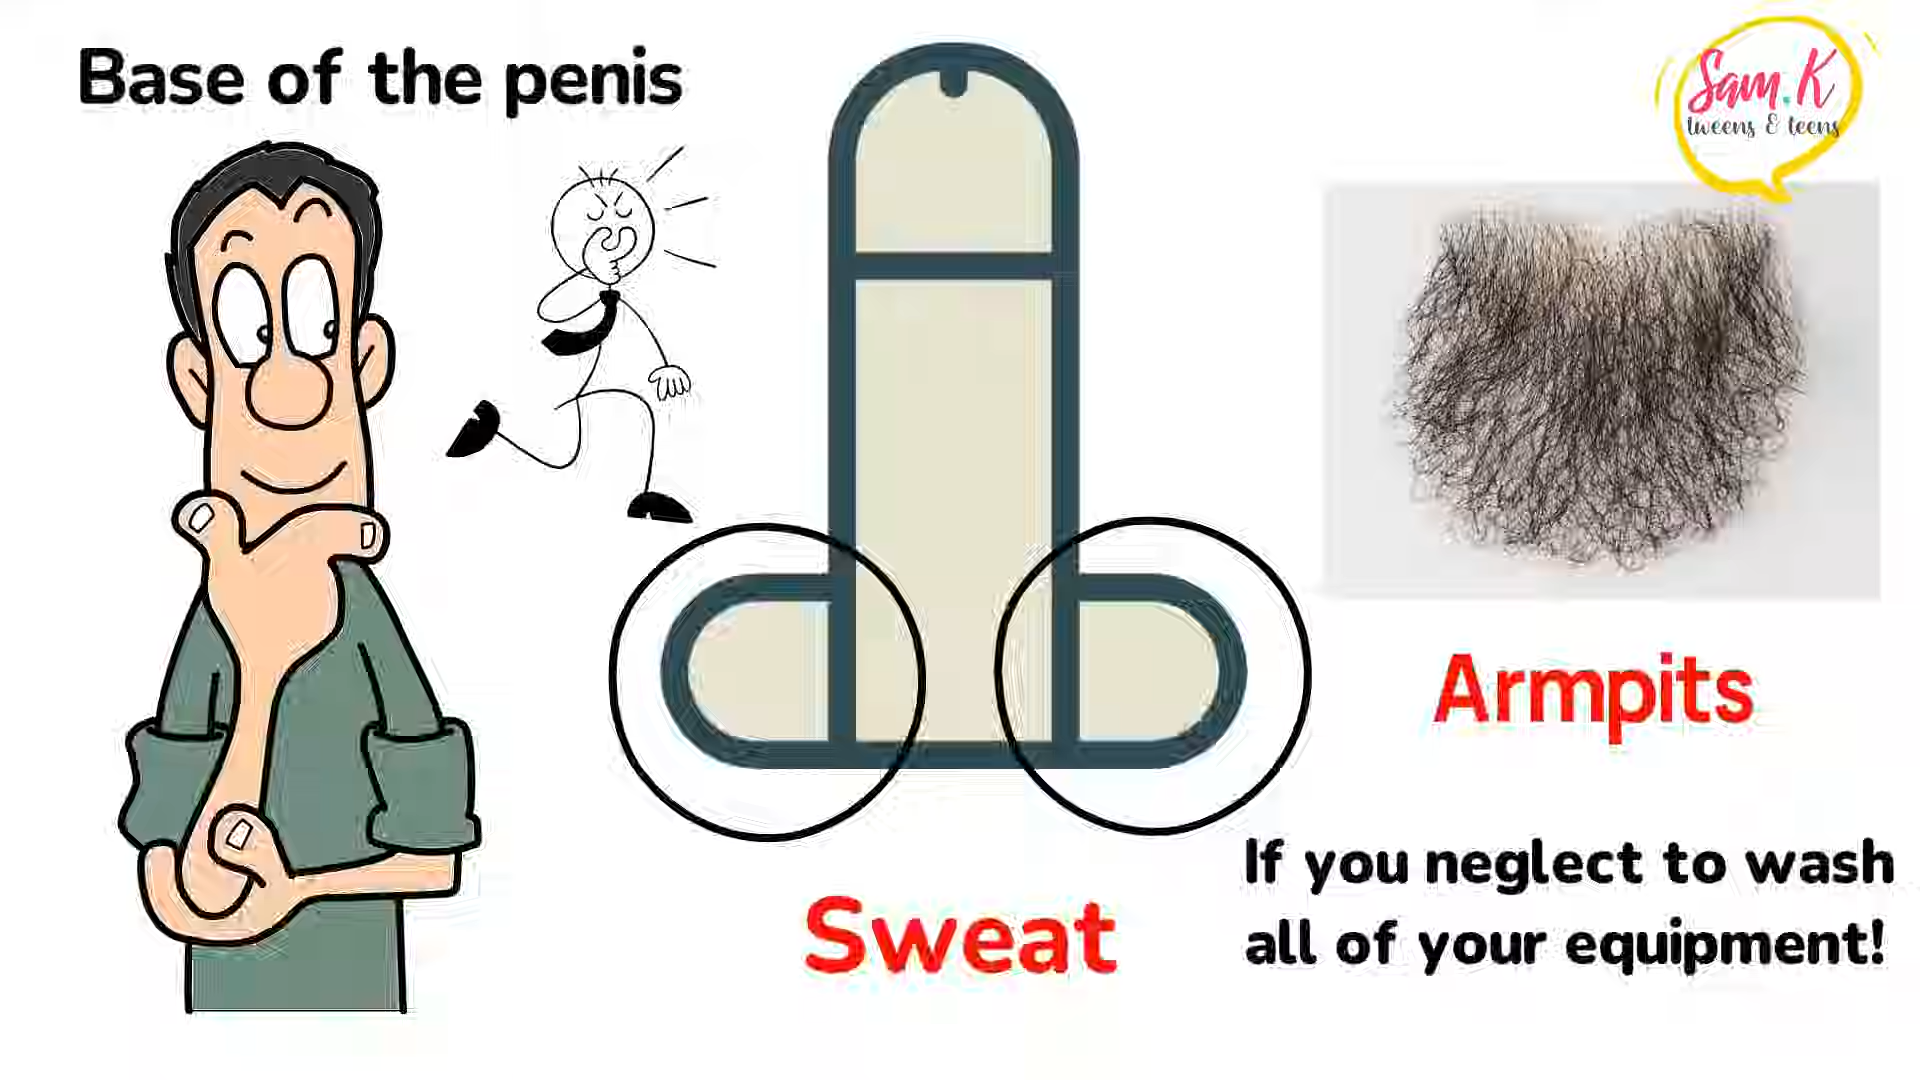 Base of the penis
Sam.K
tweens & teens
Armpits
Sweat
If you neglect to wash
all of your equipment!